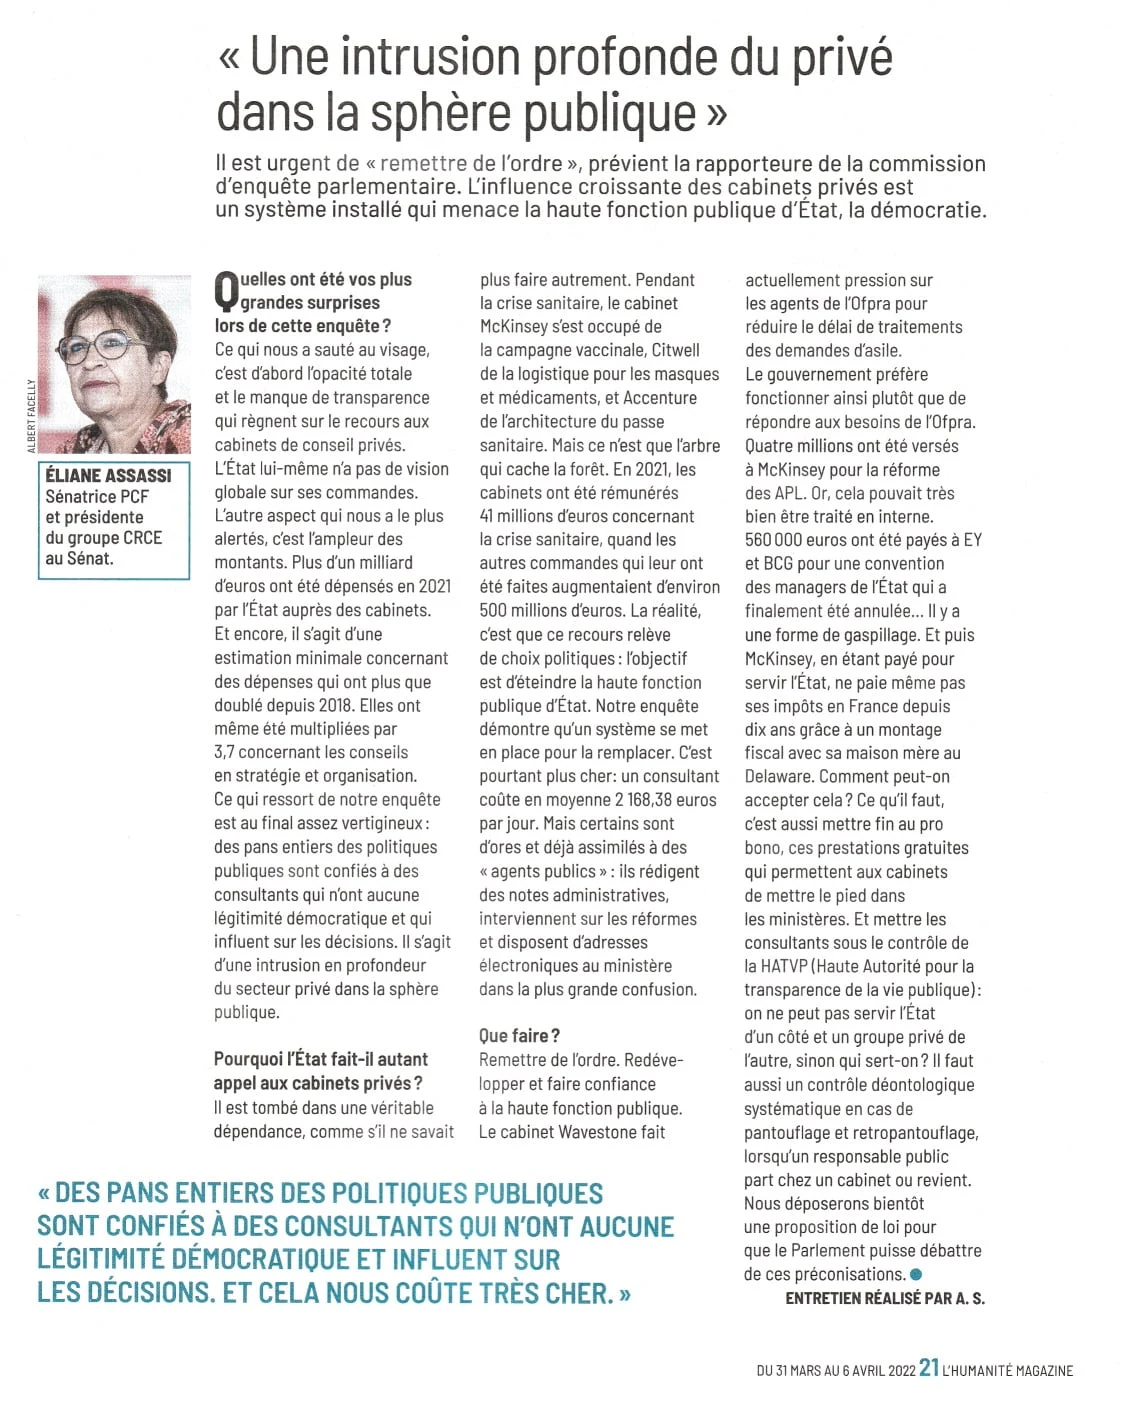 « Une intrusion profonde du privé
dans la sphère publique »
Il est urgent de « remettre de l’ordre », prévient la rapporteure de la commission
d’enquête parlementaire. L’influence croissante des cabinets privés est
un système installé qui menace la haute fonction publique d’État, la démocratie.
ALBERT FACELLY
ÉLIANE ASSASSI
Sénatrice PCF
et présidente
du groupe CRCE
au Sénat.
Quelles ont été vos plus
grandes surprises
lors de cette enquête ?
Ce qui nous a sauté au visage,
c’est d’abord l’opacité totale
et le manque de transparence
qui règnent sur le recours aux
cabinets de conseil privés.
L’État lui-même n’a pas de vision
globale sur ses commandes.
L’autre aspect qui nous a le plus
alertés, c’est l’ampleur des
montants. Plus d’un milliard
d’euros ont été dépensés en 2021
par l’État auprès des cabinets.
Et encore, il s’agit d’une
estimation minimale concernant
des dépenses qui ont plus que
doublé depuis 2018. Elles ont
même été multipliées par
3,7 concernant les conseils
en stratégie et organisation.
Ce qui ressort de notre enquête
est au final assez vertigineux :
des pans entiers des politiques
publiques sont confiés à des
consultants qui n’ont aucune
légitimité démocratique et qui
influent sur les décisions. Il s’agit
d’une intrusion en profondeur
du secteur privé dans la sphère
publique.
Pourquoi l’État fait-il autant
appel aux cabinets privés ?
Il est tombé dans une véritable
dépendance, comme s’il ne savait
plus faire autrement. Pendant
la crise sanitaire, le cabinet
McKinsey s’est occupé de
la campagne vaccinale, Citwell
de la logistique pour les masques
et médicaments, et Accenture
de l’architecture du passe
sanitaire. Mais ce n’est que l’arbre
qui cache la forêt. En 2021, les
cabinets ont été rémunérés
41 millions d’euros concernant
la crise sanitaire, quand les
autres commandes qui leur ont
été faites augmentaient d’environ
500 millions d’euros. La réalité,
c’est que ce recours relève
de choix politiques : l’objectif
est d’éteindre la haute fonction
publique d’État. Notre enquête
démontre qu’un système se met
en place pour la remplacer. C’est
pourtant plus cher: un consultant
coûte en moyenne 2 168,38 euros
par jour. Mais certains sont
d’ores et déjà assimilés à des
« agents publics » : ils rédigent
des notes administratives,
interviennent sur les réformes
et disposent d’adresses
électroniques au ministère
dans la plus grande confusion.
Que faire ?
Remettre de l’ordre. Redéve-
lopper et faire confiance
à la haute fonction publique.
Le cabinet Wavestone fait
actuellement pression sur
les agents de l’Ofpra pour
réduire le délai de traitements
des demandes d’asile.
Le gouvernement préfère
fonctionner ainsi plutôt que de
répondre aux besoins de l’Ofpra.
Quatre millions ont été versés
à McKinsey pour la réforme
des APL. Or, cela pouvait très
bien être traité en interne.
560 000 euros ont été payés à EY
et BCG pour une convention
des managers de l’État qui a
finalement été annulée... Il y a
une forme de gaspillage. Et puis
McKinsey, en étant payé pour
servir l’État, ne paie même pas
ses impôts en France depuis
dix ans grâce à un montage
fiscal avec sa maison mère au
Delaware. Comment peut-on
accepter cela ? Ce qu’il faut,
c’est aussi mettre fin au pro
bono, ces prestations gratuites
qui permettent aux cabinets
de mettre le pied dans
les ministères. Et mettre les
consultants sous le contrôle de
la HATVP (Haute Autorité pour la
transparence de la vie publique) :
on ne peut pas servir l’État
d’un côté et un groupe privé de
l’autre, sinon qui sert-on ? Il faut
aussi un contrôle déontologique
systématique en cas de
pantouflage et retropantouflage,
lorsqu’un responsable public
part chez un cabinet ou revient.
Nous déposerons bientôt
une proposition de loi pour
que le Parlement puisse débattre
de ces préconisations. ●
ENTRETIEN RÉALISÉ PAR A. S.
« DES PANS ENTIERS DES POLITIQUES PUBLIQUES
SONT CONFIÉS À DES CONSULTANTS QUI N’ONT AUCUNE
LÉGITIMITÉ DÉMOCRATIQUE ET INFLUENT SUR
LES DÉCISIONS. ET CELA NOUS COÛTE TRÈS CHER. »
DU 31 MARS AU 6 AVRIL 2022 21 L’HUMANITÉ MAGAZINE